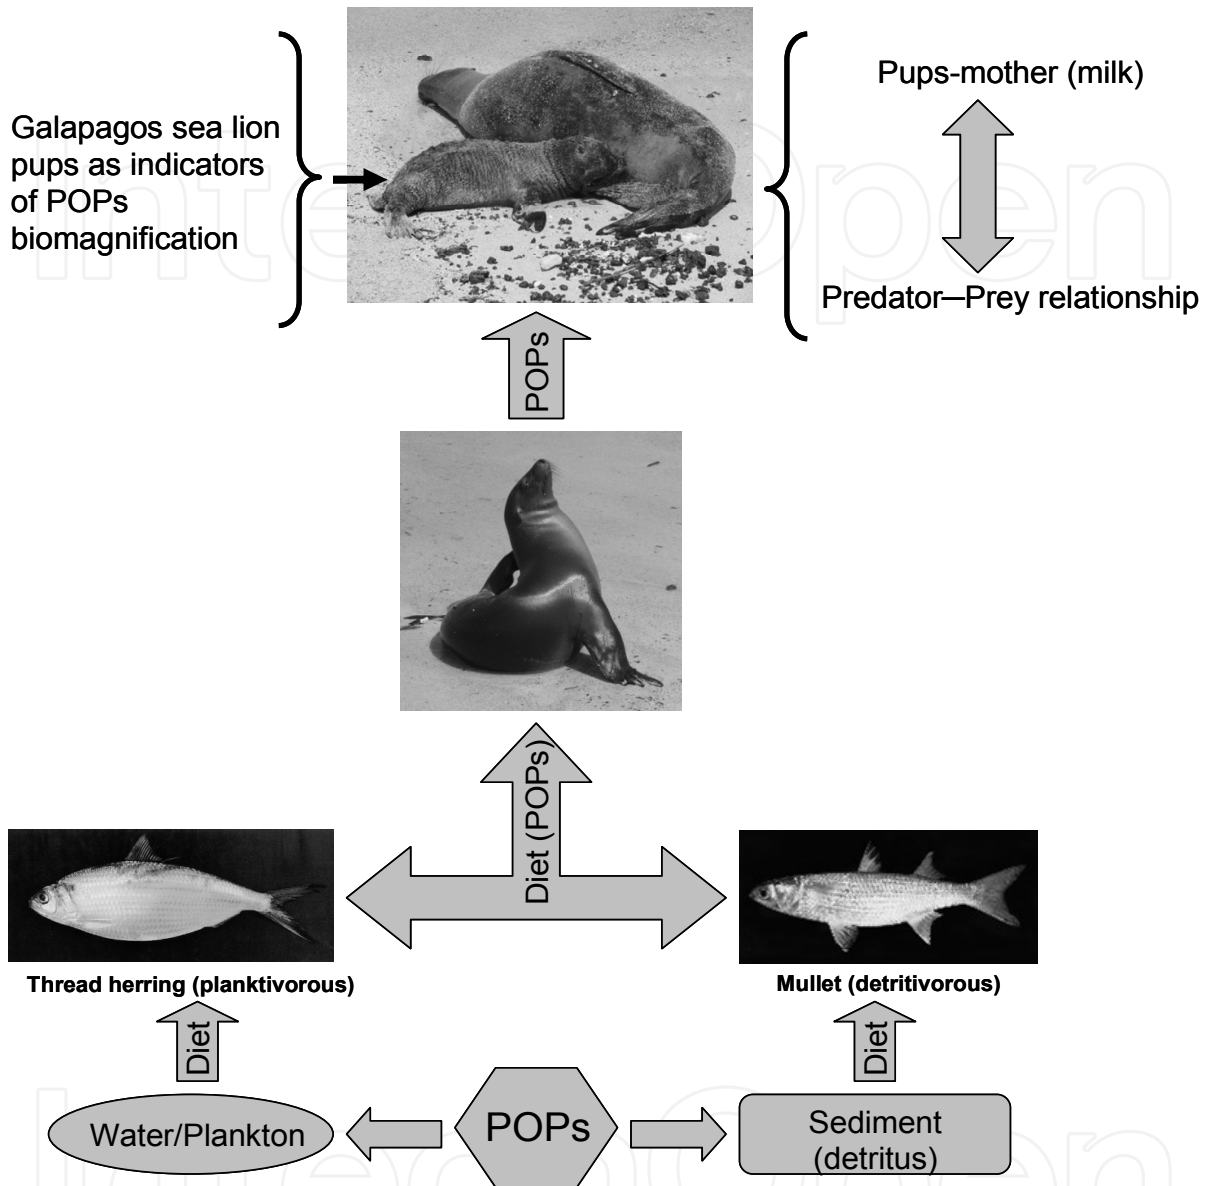 Galapagos sea lion
pups as indicators
of POPs
biomagnification
Pups-mother (milk)
Predator—Prey relationship
POPs
Diet (POPs)
Thread herring (planktivorous)
Mullet (detritivorous)
Diet
Diet
Water/Plankton
POPs
Sediment
(detritus)